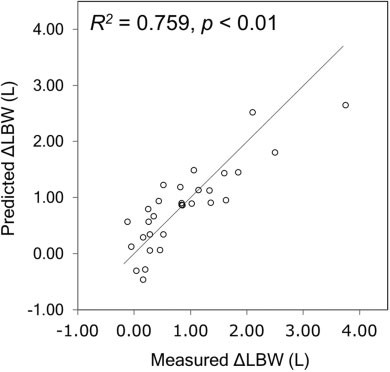 R² = 0.759, p < 0.01
4.00
3.00
2.00
1.00
0.00
-1.00
-1.00 0.00 1.00 2.00 3.00 4.00
Predicted ΔLBW (L)
Measured ΔLBW (L)